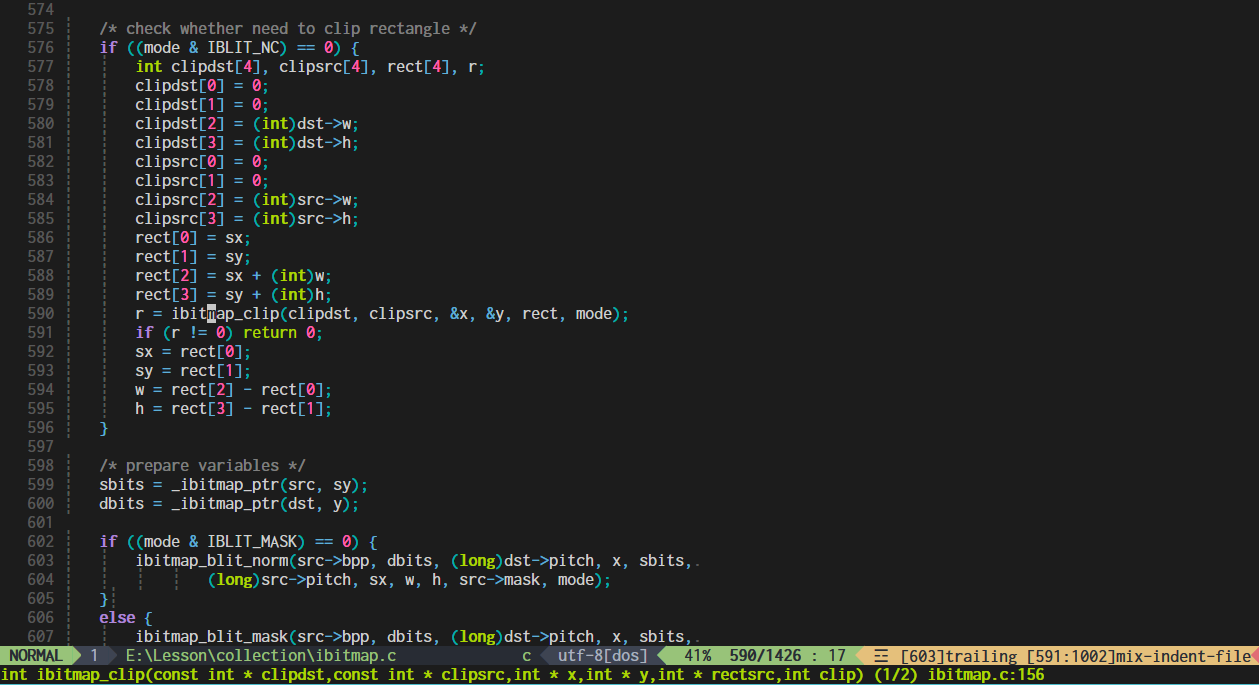 574
575 /* check whether need to clip rectangle */
576 if ((mode & IBLIT_NC) == 0) {
577 int clipdst[4], clipsrc[4], rect[4], r;
578 clipdst[0] = 0;
579 clipdst[1] = 0;
580 clipdst[2] = (int)dst->w;
581 clipdst[3] = (int)dst->h;
582 clipsrc[0] = 0;
583 clipsrc[1] = 0;
584 clipsrc[2] = (int)src->w;
585 clipsrc[3] = (int)src->h;
586 rect[0] = sx;
587 rect[1] = sy;
588 rect[2] = sx + (int)w;
589 rect[3] = sy + (int)h;
590 r = ibitmap_clip(clipdst, clipsrc, &x, &y, rect, mode);
591 if (r != 0) return 0;
592 sx = rect[0];
593 sy = rect[1];
594 w = rect[2] - rect[0];
595 h = rect[3] - rect[1];
596 }
597
598 /* prepare variables */
599 sbits = _ibitmap_ptr(src, sy);
600 dbits = _ibitmap_ptr(dst, y);
601
602 if ((mode & IBLIT_MASK) == 0) {
603 ibitmap_blit_norm(src->bpp, dbits, (long)dst->pitch, x, sbits,.
604 (long)src->pitch, sx, w, h, src->mask, mode);
605 }
606 else {
607 ibitmap_blit_mask(src->bpp, dbits, (long)dst->pitch, x, sbits,.
NORMAL 1 E:\Lesson\collection\ibitmap.c c utf-8[dos] 41% 590/1426 : 17 ☲ [603]trailing [591:1002]mix-indent-file
int ibitmap_clip(const int * clipdst,const int * clipsrc,int * x,int * y,int * rectsrc,int clip) (1/2) ibitmap.c:156